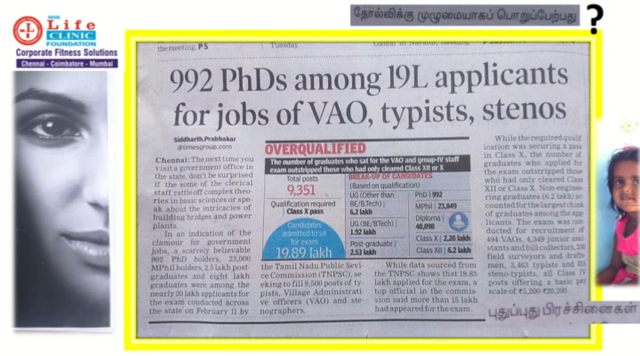 Life
CLINIC
FOUNDATION
Corporate Fitness Solutions
Chennai - Coimbatore - Mumbai
தோல்விக்கு முழுமையாகப் பொறுப்பேற்பது ?
the meeting P5
Tuesday
992 PhDs among 19L applicants
for jobs of VAO, typists, stenos
Siddharth.Prabhakar
@timesgroup.com
Chennai: The next time you
visit a government office in
the state, don't be surprised
if the some of the clerical
staff rattle off complex theo-
ries in basic sciences or spe-
ak about the intricacies of
building bridges and power
plants.
In an indication of the
clamour for government
jobs, a scarcely believable
992 PhD holders, 23,000
MPhil holders, 2.5 lakh post-
graduates and eight lakh
graduates were among the
nearly 20 lakh applicants for
the exam conducted across
the state on February 11 by
OVERQUALIFIED
The number of graduates who sat for the VAO and group-IV staff
exam outstripped those who had only cleared Class XII or X
Total posts
9,351
Qualification required
Class X pass
Candidates
admitted to sit
for exam
19.89 lakh
BREAK-UP OF CANDIDATES
(Based on qualification)
UG (Other than
BE/BTech)
6.2 lakh
UG (BE/BTech)
1.92 lakh
Post-graduate
2.53 lakh
PhD 992
MPhil 23,049
Diploma
Class X 2.26 lakh
Class XII 6.2 lakh
the Tamil Nadu Public Servi-
ce Commission (TNPSC), se-
eking to fill 9,500 posts of ty-
pists, Village Administrati-
ve officers (VAO) and ste-
nographers.
While data sourced from
the TNPSC shows that 19.83
lakh applied for the exam, a
top official in the commis-
sion said more than 15 lakh
had appeared for the exam.
While the required qualif
ication was securing a pass
in Class X, the number of
graduates who applied for
the exam outstripped those
who had only cleared Class
XII or Class X. Non-engine-
ring graduates (6.2 lakh) ac-
counted for the largest chunk
of graduates among the app-
licants. The exam was con-
ducted for recruitment of
494 VAOs, 4,349 junior assi-
stants and bill collectors, 230
field surveyors and drafts-
men, 3,463 typists and 815
steno-typists, all Class IV
posts offering a basic pay
scale of ₹5,200-₹20,200.
புதுப்புது பிரச்சினைகள்